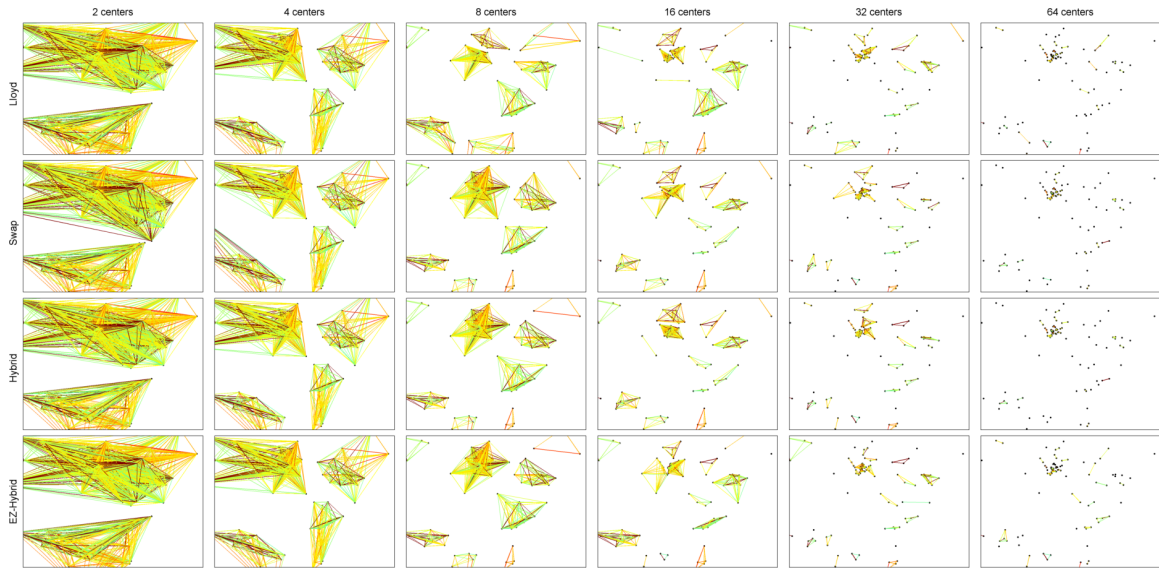 2 centers
4 centers
8 centers
16 centers
32 centers
64 centers
Lloyd
Swap
Hybrid
EZ-Hybrid